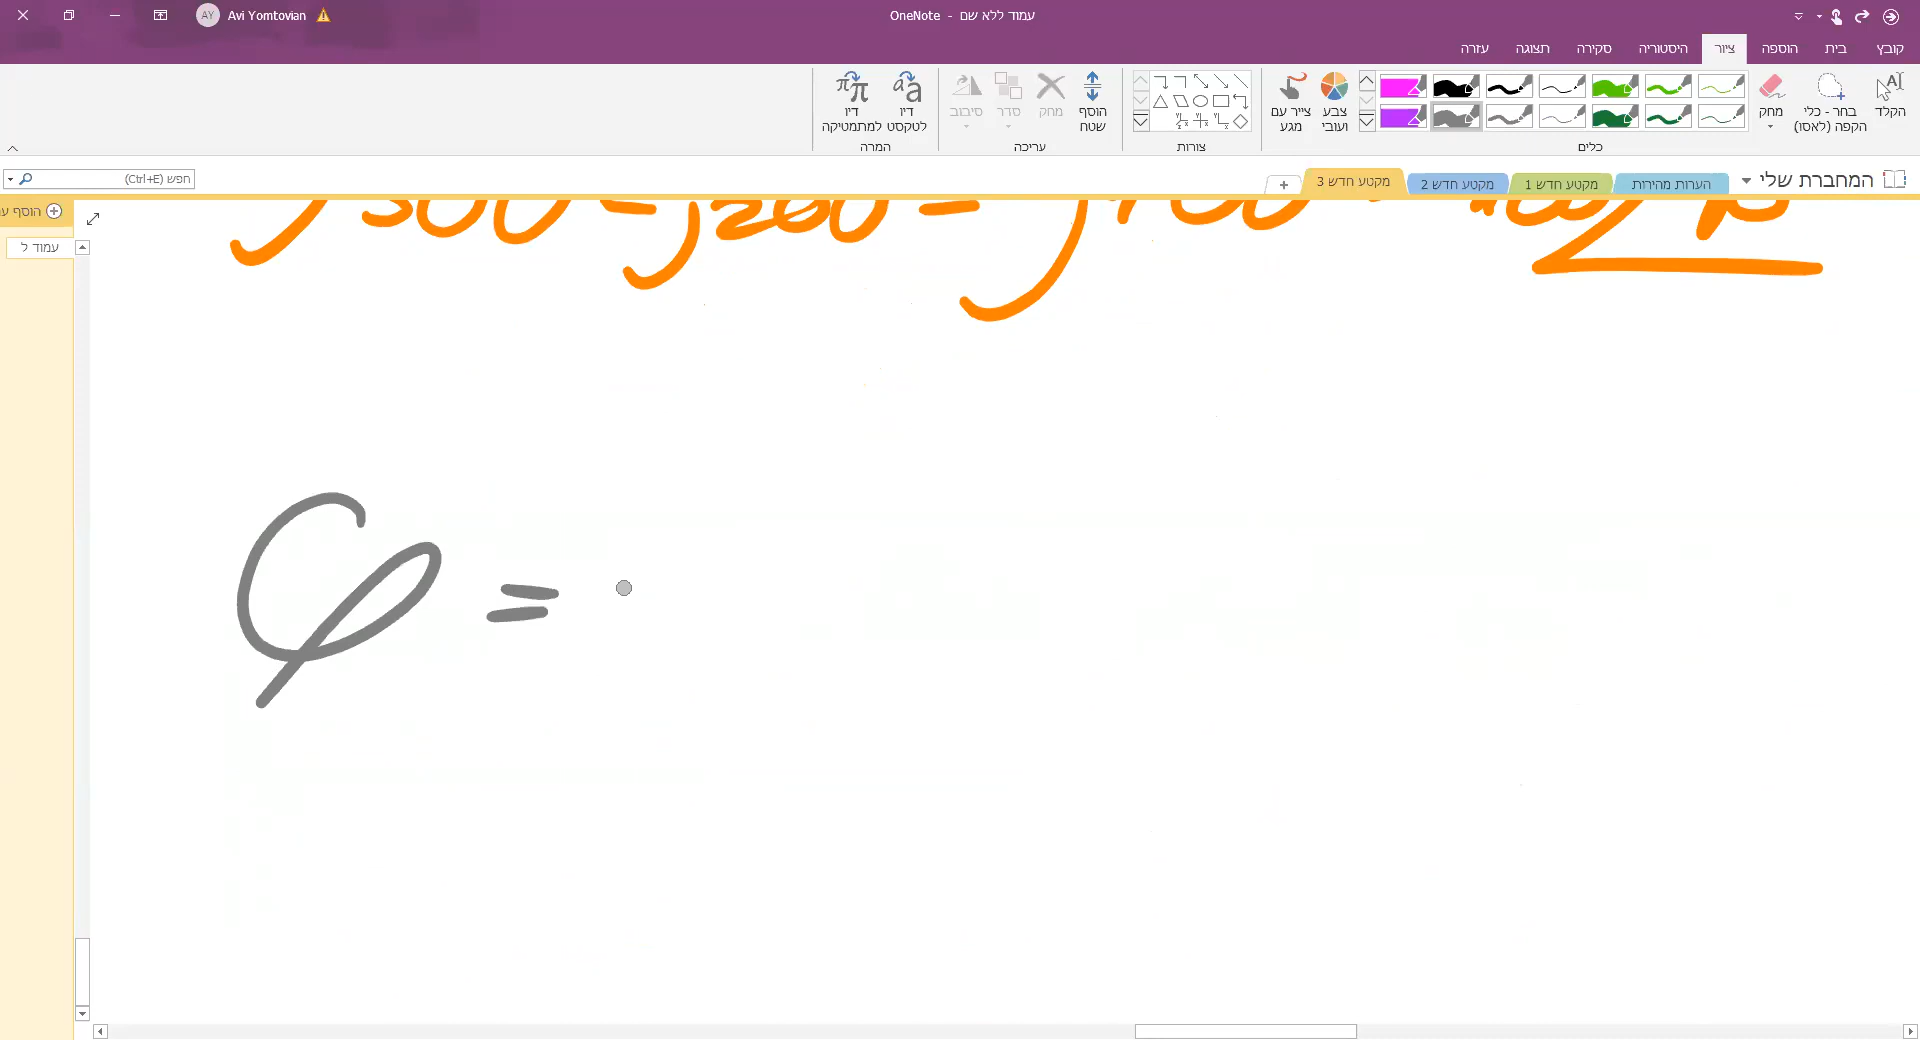 Avi Yomtovian AY
עמוד ללא שם - OneNote
קובץ בית הוספה ציור היסטוריה סקירה תצוגה עזרה
הקלד
בחר - כלי הקפה (לאסו)
מחק
צבע ועובי
צייר עם מגע
הוסף שטח
מחק
סדר
סיבוב
דיו לטקסט
דיו למתמטיקה
כלים
צורות
עריכה
המרה
המחברת שלי
הערות מהירות
מקטע חדש 1
מקטע חדש 2
מקטע חדש 3
+
חפש (Ctrl+E)
הוסף
עמוד ל
φ =